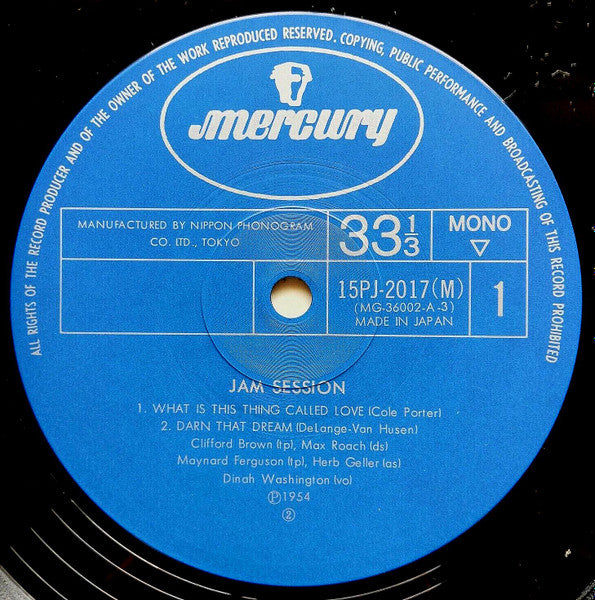 ALL RIGHTS OF THE RECORD PRODUCER AND OF THE OWNER OF THE WORK REPRODUCED RESERVED. COPYING, PUBLIC PERFORMANCE AND BROADCASTING OF THIS RECORD PROHIBITED
mercury
MANUFACTURED BY NIPPON PHONOGRAM
CO. LTD., TOKYO
33 1/3
MONO
▽
15PJ-2017(M)
(MG-36002-A-3)
MADE IN JAPAN
1
JAM SESSION
1. WHAT IS THIS THING CALLED LOVE (Cole Porter)
2. DARN THAT DREAM (DeLange-Van Husen)
Clifford Brown (tp), Max Roach (ds)
Maynard Ferguson (tp), Herb Geller (as)
Dinah Washington (vo)
Ⓟ1954
②